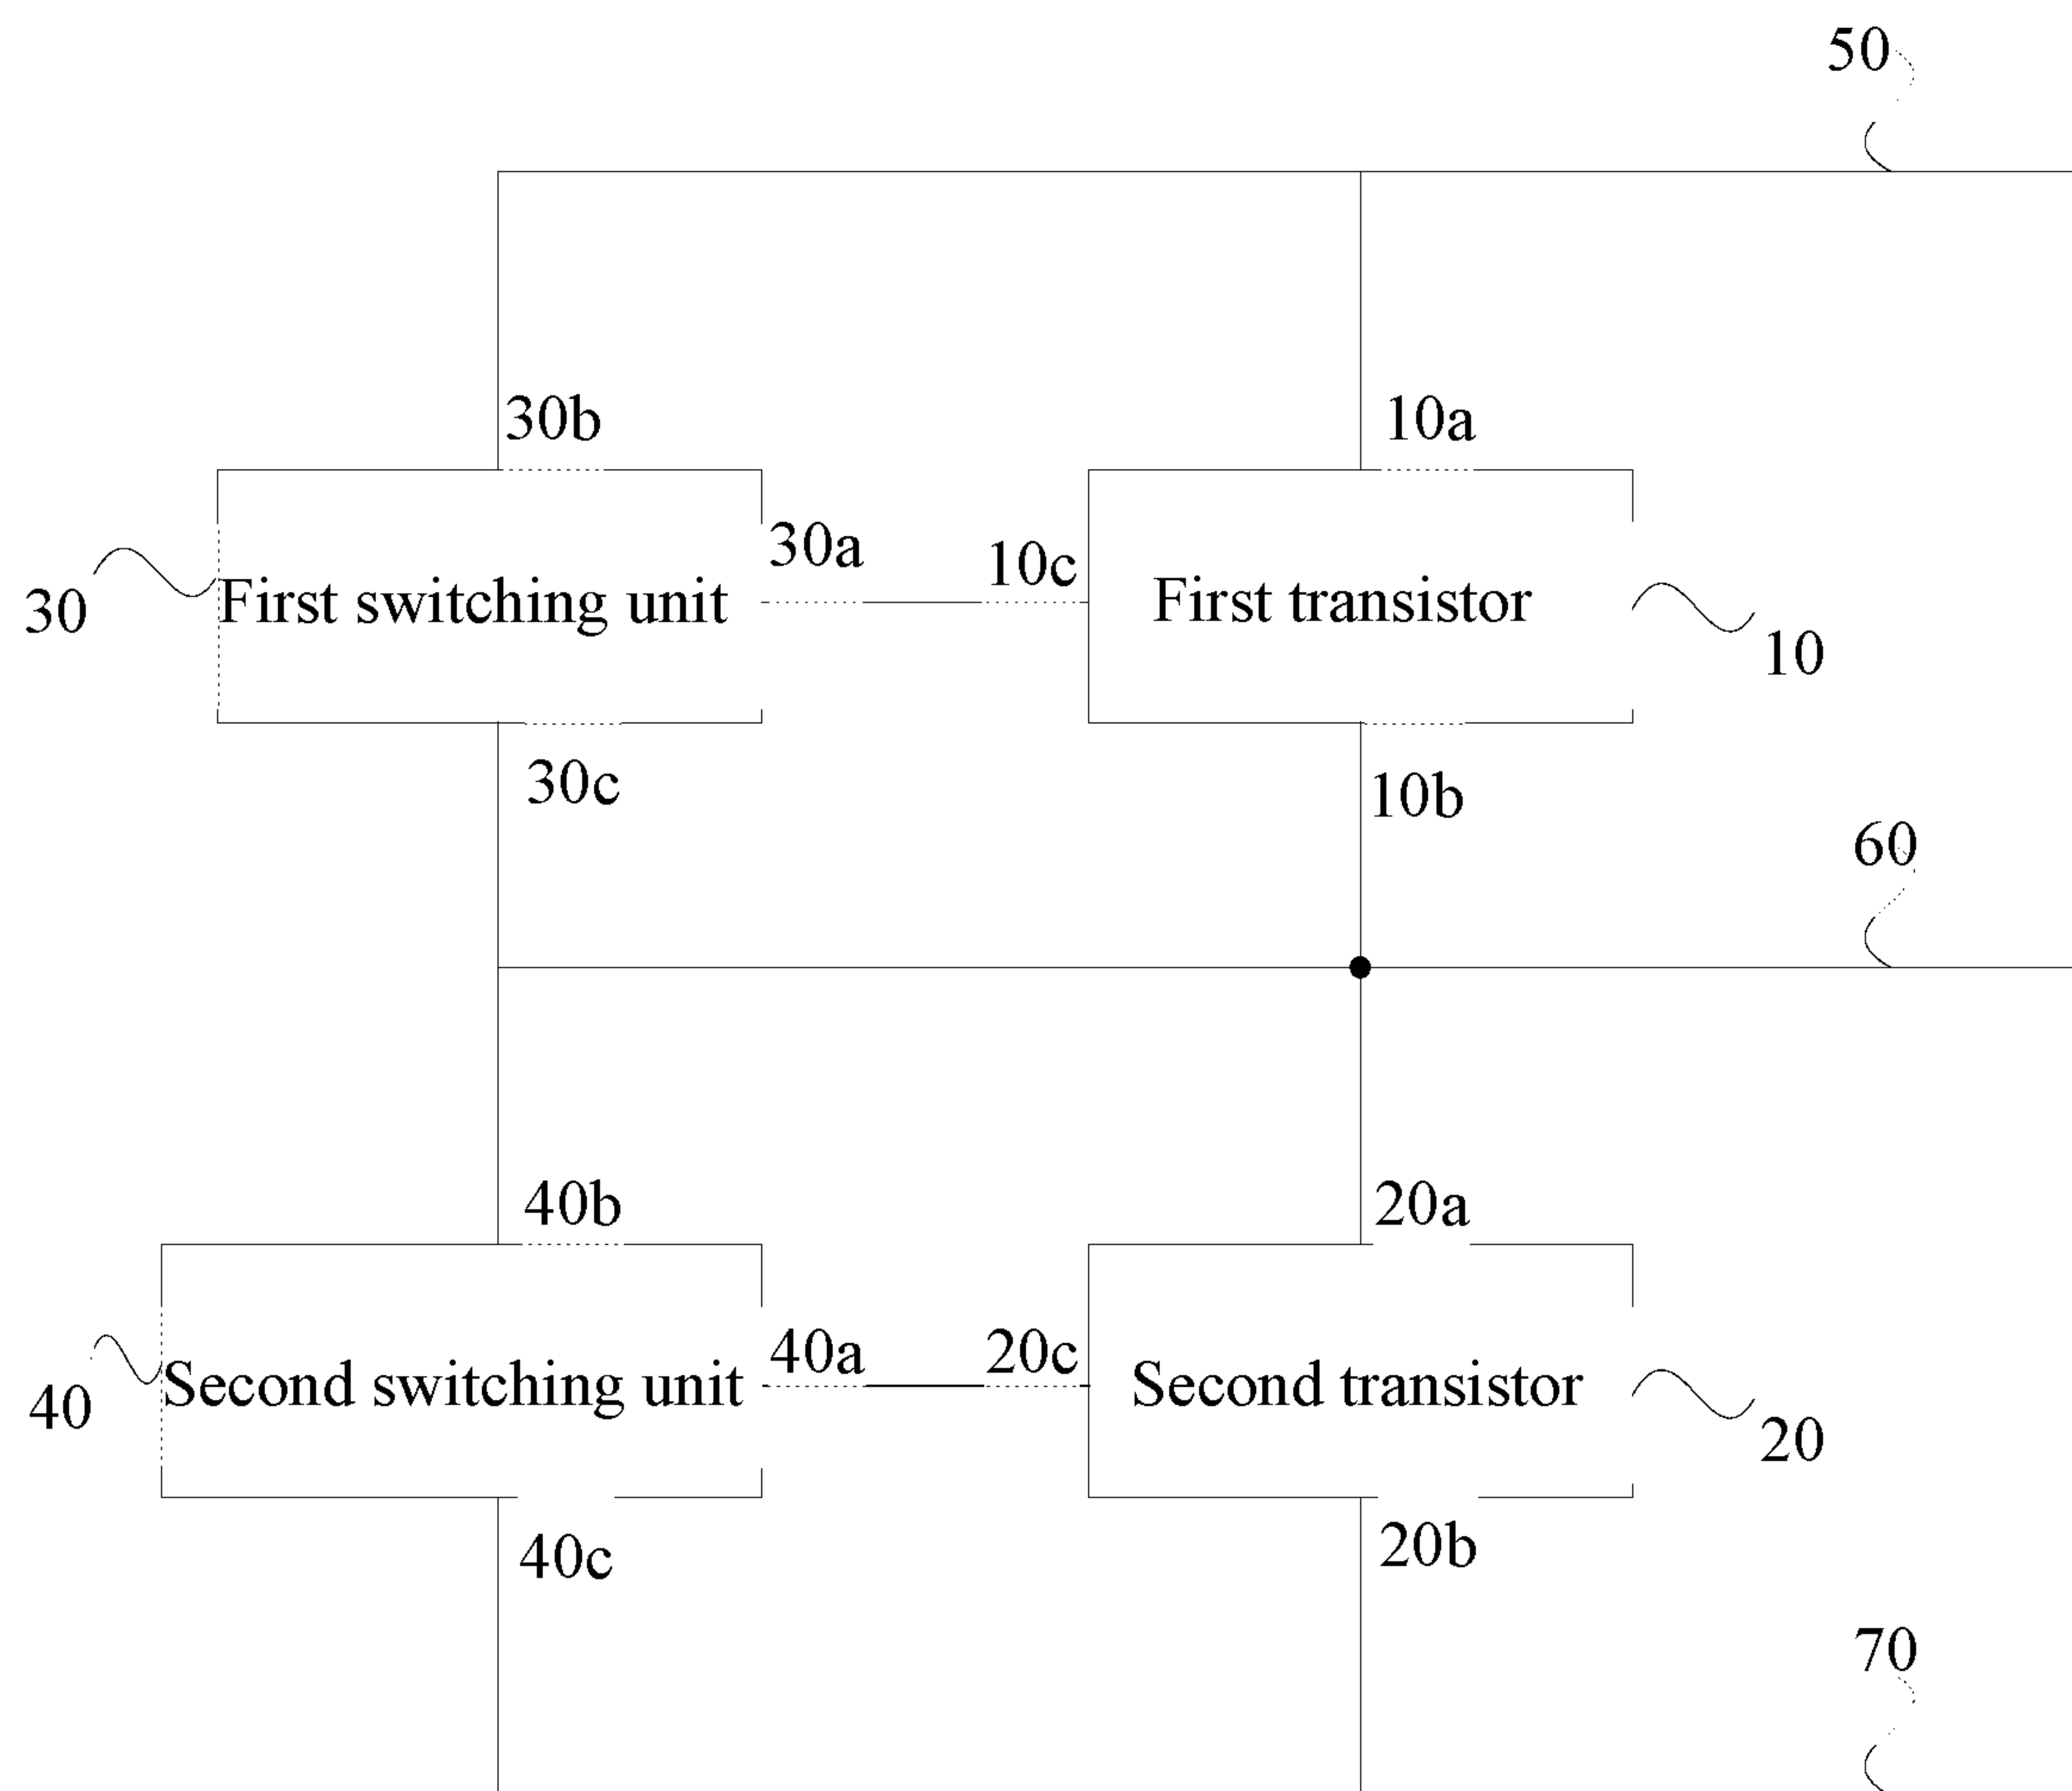 50
30b
10a
30a
10c
First switching unit
First transistor
30
10
30c
10b
60
40b
20a
40a
20c
Second switching unit
Second transistor
40
20
40c
20b
70